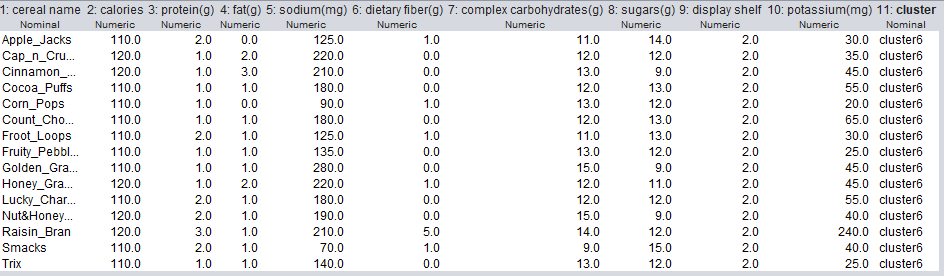 1: cereal name 2: calories 3: protein(g) 4: fat(g) 5: sodium(mg) 6: dietary fiber(g) 7: complex carbohydrates(g) 8: sugars(g) 9: display shelf 10: potassium(mg) 11: cluster
Nominal Numeric Numeric Numeric Numeric Numeric Numeric Numeric Numeric Numeric Nominal
Apple_Jacks 110.0 2.0 0.0 125.0 1.0 11.0 14.0 2.0 30.0 cluster6
Cap_n_Cru... 120.0 1.0 2.0 220.0 0.0 12.0 12.0 2.0 35.0 cluster6
Cinnamon_... 120.0 1.0 3.0 210.0 0.0 13.0 9.0 2.0 45.0 cluster6
Cocoa_Puffs 110.0 1.0 1.0 180.0 0.0 12.0 13.0 2.0 55.0 cluster6
Corn_Pops 110.0 1.0 0.0 90.0 1.0 13.0 12.0 2.0 20.0 cluster6
Count_Cho... 110.0 1.0 1.0 180.0 0.0 12.0 13.0 2.0 65.0 cluster6
Froot_Loops 110.0 2.0 1.0 125.0 1.0 11.0 13.0 2.0 30.0 cluster6
Fruity_Pebbl... 110.0 1.0 1.0 135.0 0.0 13.0 12.0 2.0 25.0 cluster6
Golden_Gra... 110.0 1.0 1.0 280.0 0.0 15.0 9.0 2.0 45.0 cluster6
Honey_Gra... 120.0 1.0 2.0 220.0 1.0 12.0 11.0 2.0 45.0 cluster6
Lucky_Char... 110.0 2.0 1.0 180.0 0.0 12.0 12.0 2.0 55.0 cluster6
Nut&Honey... 120.0 2.0 1.0 190.0 0.0 15.0 9.0 2.0 40.0 cluster6
Raisin_Bran 120.0 3.0 1.0 210.0 5.0 14.0 12.0 2.0 240.0 cluster6
Smacks 110.0 2.0 1.0 70.0 1.0 9.0 15.0 2.0 40.0 cluster6
Trix 110.0 1.0 1.0 140.0 0.0 13.0 12.0 2.0 25.0 cluster6